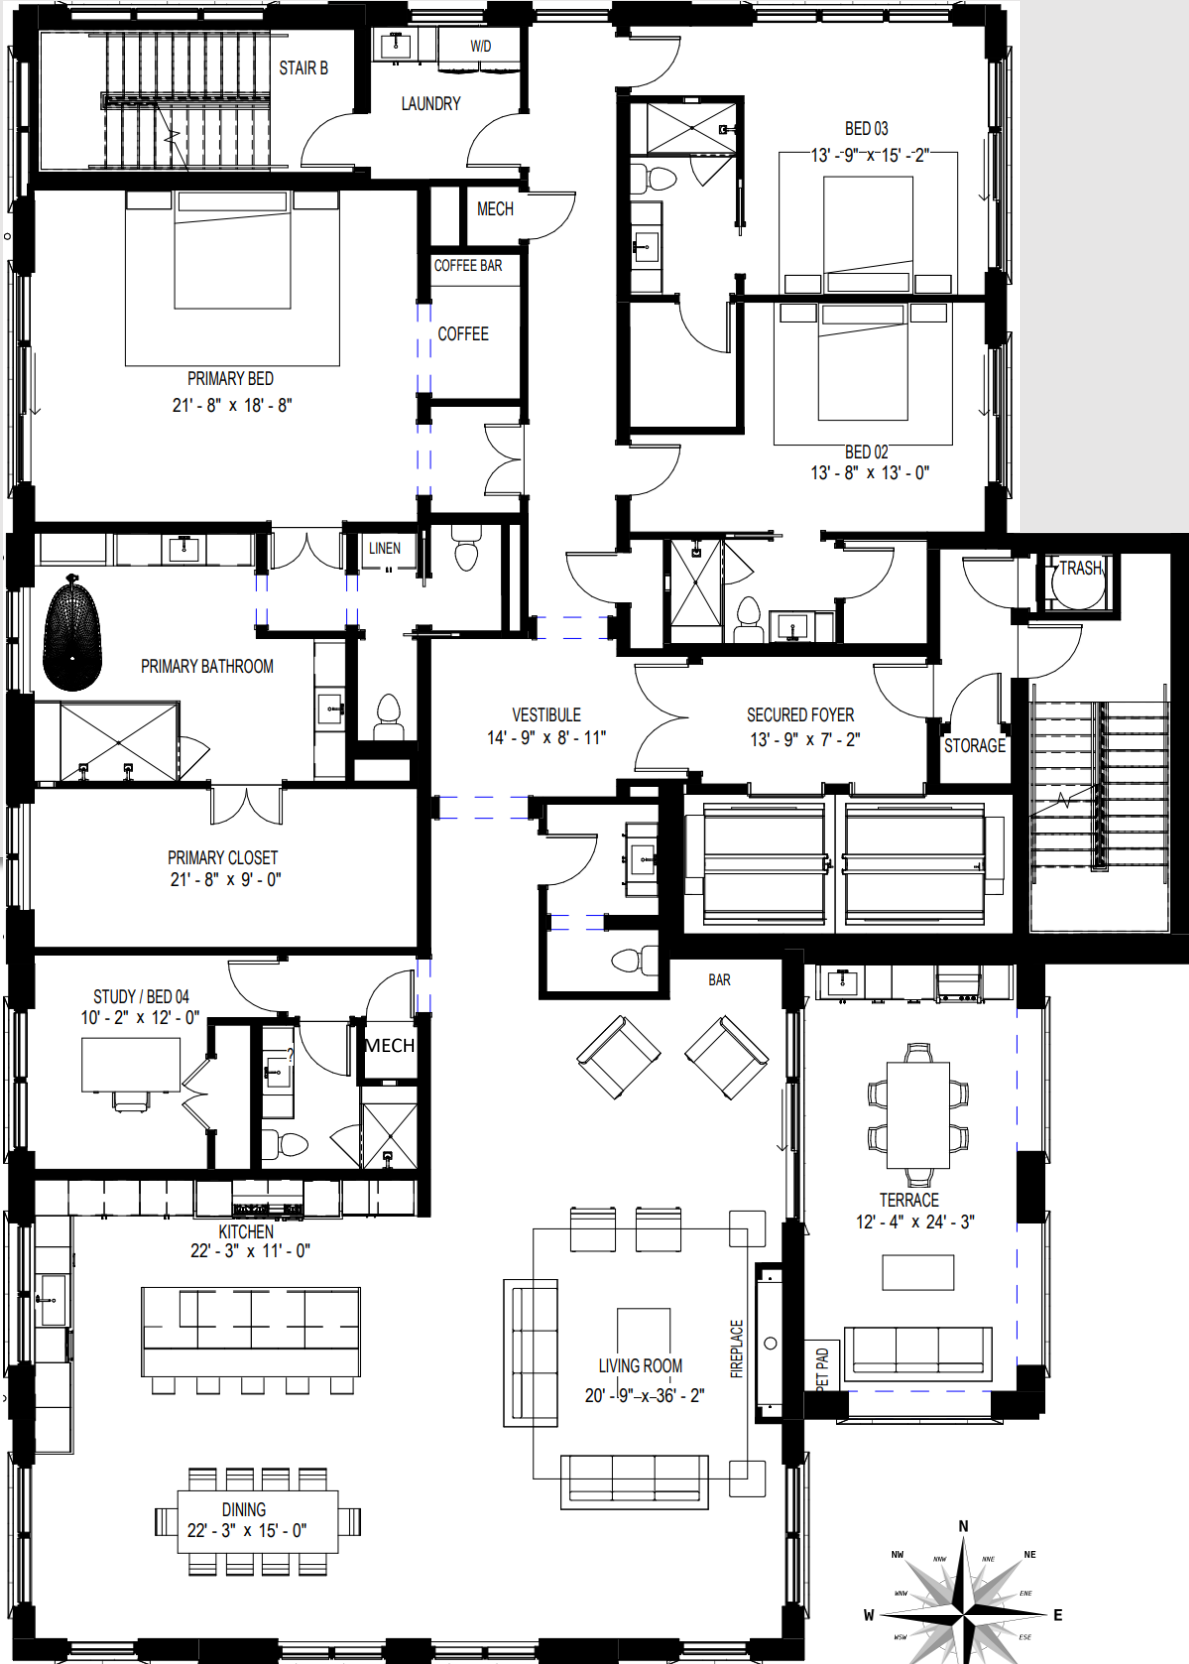 W/D
STAIR B
LAUNDRY
BED 03
13' - 9" x 15' - 2"
MECH
COFFEE BAR
COFFEE
PRIMARY BED
21' - 8" x 18' - 8"
BED 02
13' - 8" x 13' - 0"
LINEN
TRASH
PRIMARY BATHROOM
VESTIBULE
14' - 9" x 8' - 11"
SECURED FOYER
13' - 9" x 7' - 2"
STORAGE
PRIMARY CLOSET
21' - 8" x 9' - 0"
BAR
STUDY / BED 04
10' - 2" x 12' - 0"
MECH
?
TERRACE
12' - 4" x 24' - 3"
KITCHEN
22' - 3" x 11' - 0"
FIREPLACE
LIVING ROOM
20' - 9" x 36' - 2"
PET PAD
DINING
22' - 3" x 15' - 0"
N
NW
NNW
NNE
NE
WNW
ENE
W
E
WSW
ESE